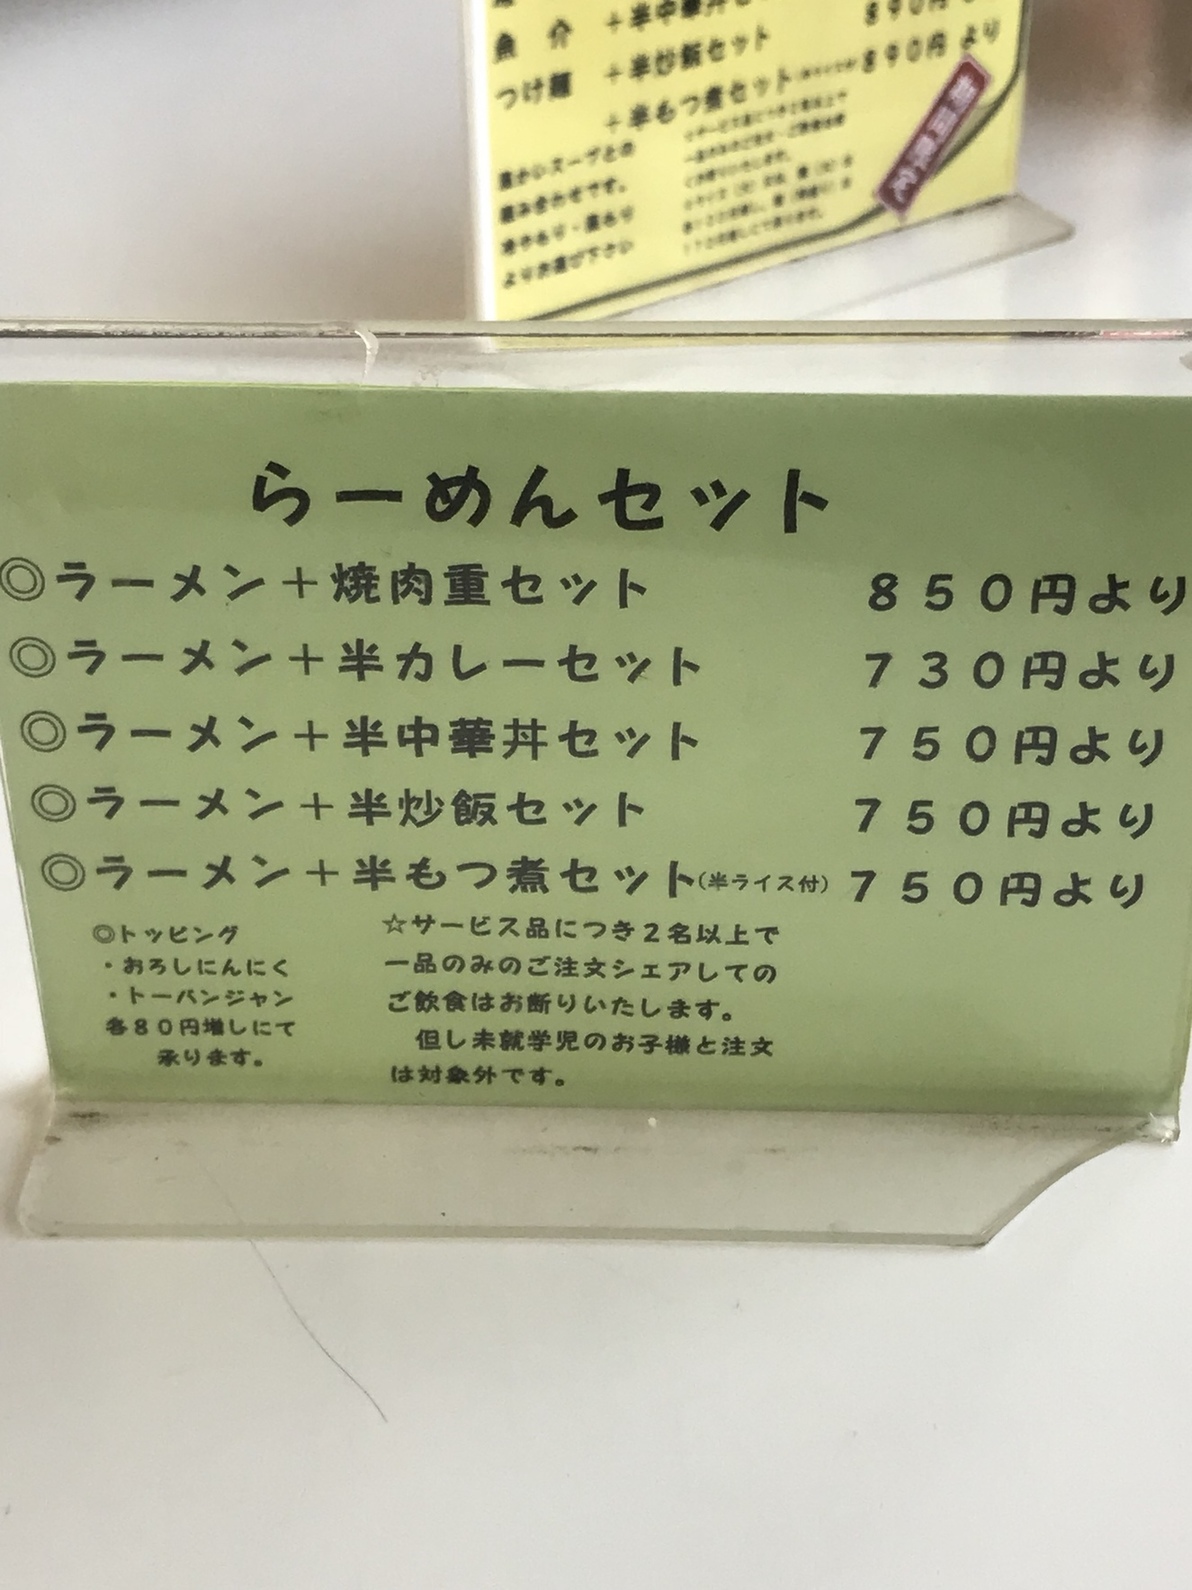 魚 介 ＋半炒飯セット ８９０円より
つけ麺 ＋半もつ煮セット
らーめんセット
◎ラーメン＋焼肉重セット ８５０円より
◎ラーメン＋半カレーセット ７３０円より
◎ラーメン＋半中華丼セット ７５０円より
◎ラーメン＋半炒飯セット ７５０円より
◎ラーメン＋半もつ煮セット(半ライス付) ７５０円より
◎トッピング
・おろしにんにく
・トーバンジャン
各８０円増しにて
承ります。
☆サービス品につき２名以上で
一品のみのご注文シェアしての
ご飲食はお断りいたします。
但し未就学児のお子様と注文
は対象外です。